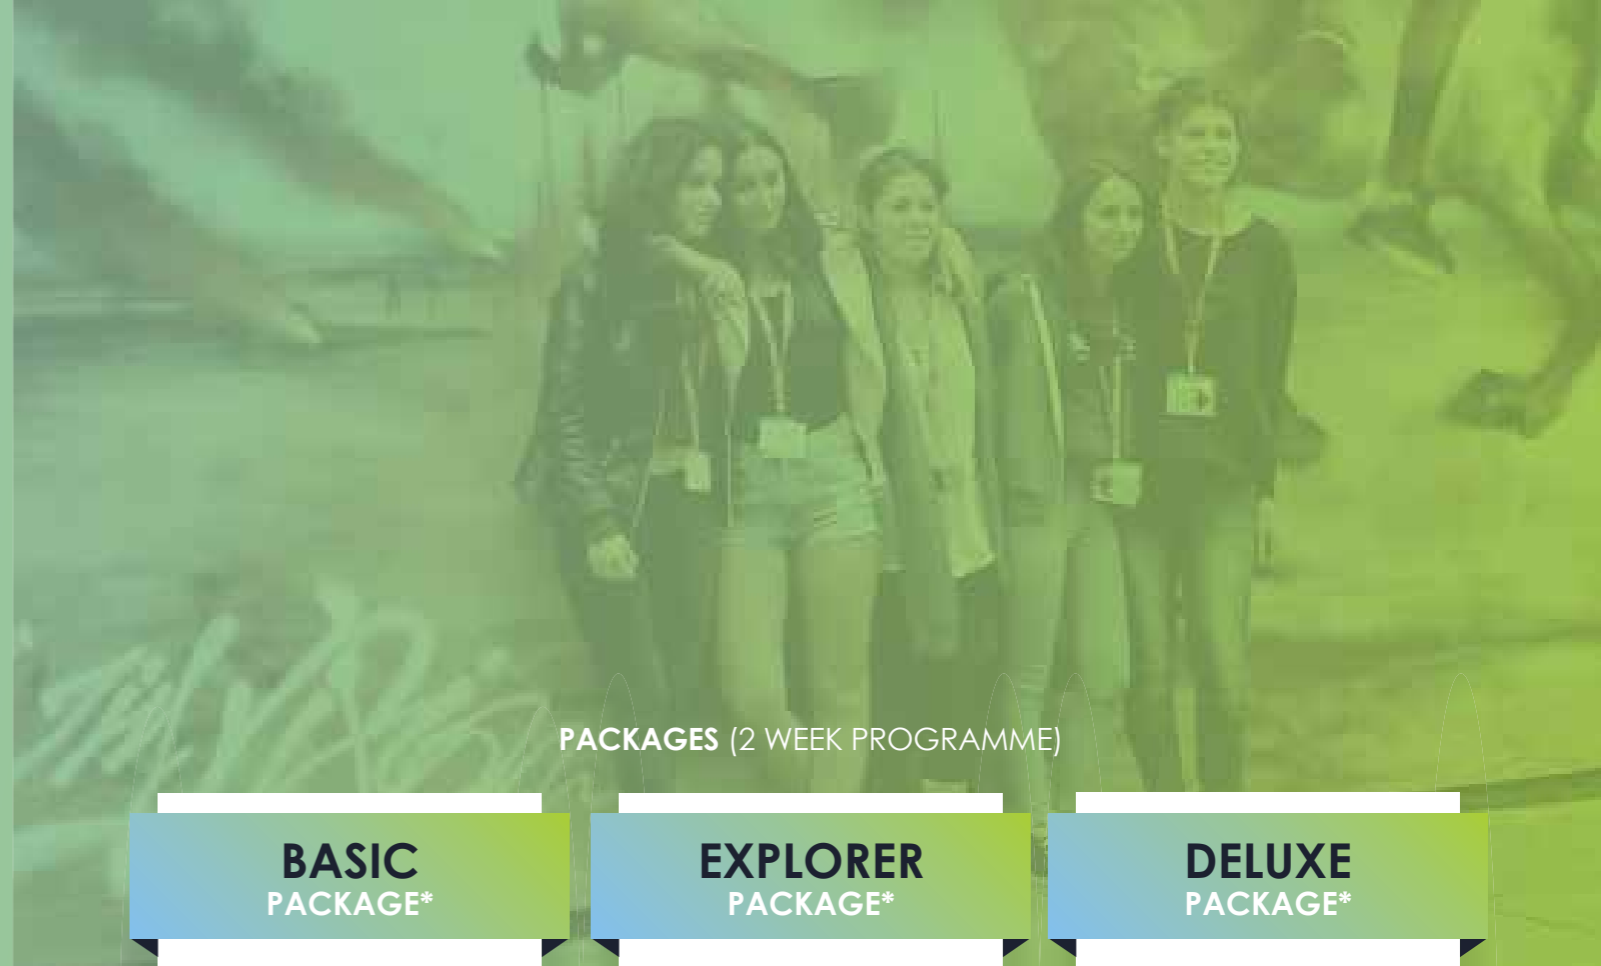 PACKAGES (2 WEEK PROGRAMME)
BASIC
PACKAGE*
EXPLORER
PACKAGE*
DELUXE
PACKAGE*